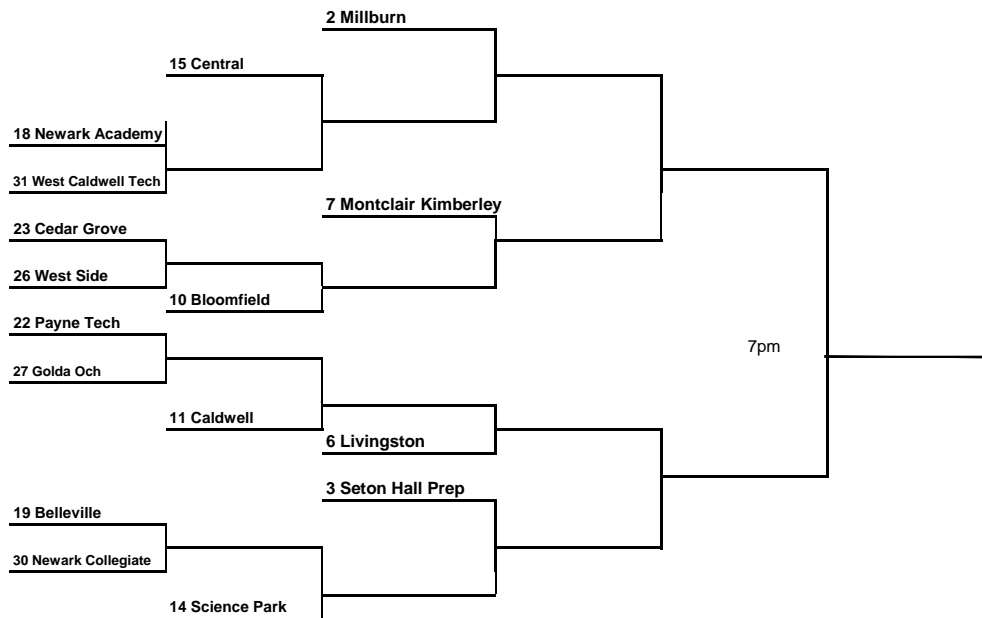 2 Millburn
15 Central
18 Newark Academy
31 West Caldwell Tech
7 Montclair Kimberley
23 Cedar Grove
26 West Side
10 Bloomfield
22 Payne Tech
7pm
27 Golda Och
11 Caldwell
6 Livingston
3 Seton Hall Prep
19 Belleville
30 Newark Collegiate
14 Science Park